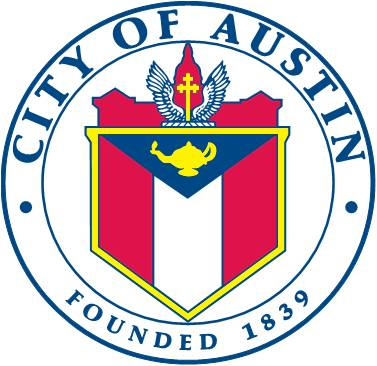 CITY OF AUSTIN
FOUNDED 1839